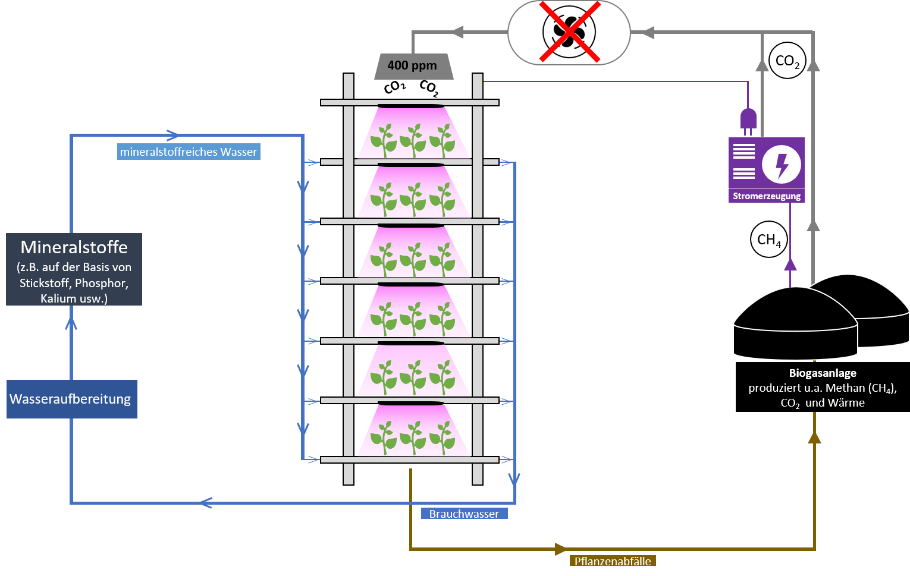 400 ppm
CO2 CO2
CO2
mineralstoffreiches Wasser
Stromerzeugung
Mineralstoffe
(z.B. auf der Basis von
Stickstoff, Phosphor,
Kalium usw.)
CH4
Biogasanlage
produziert u.a. Methan (CH4),
CO2 und Wärme
Wasseraufbereitung
Brauchwasser
Pflanzenabfälle